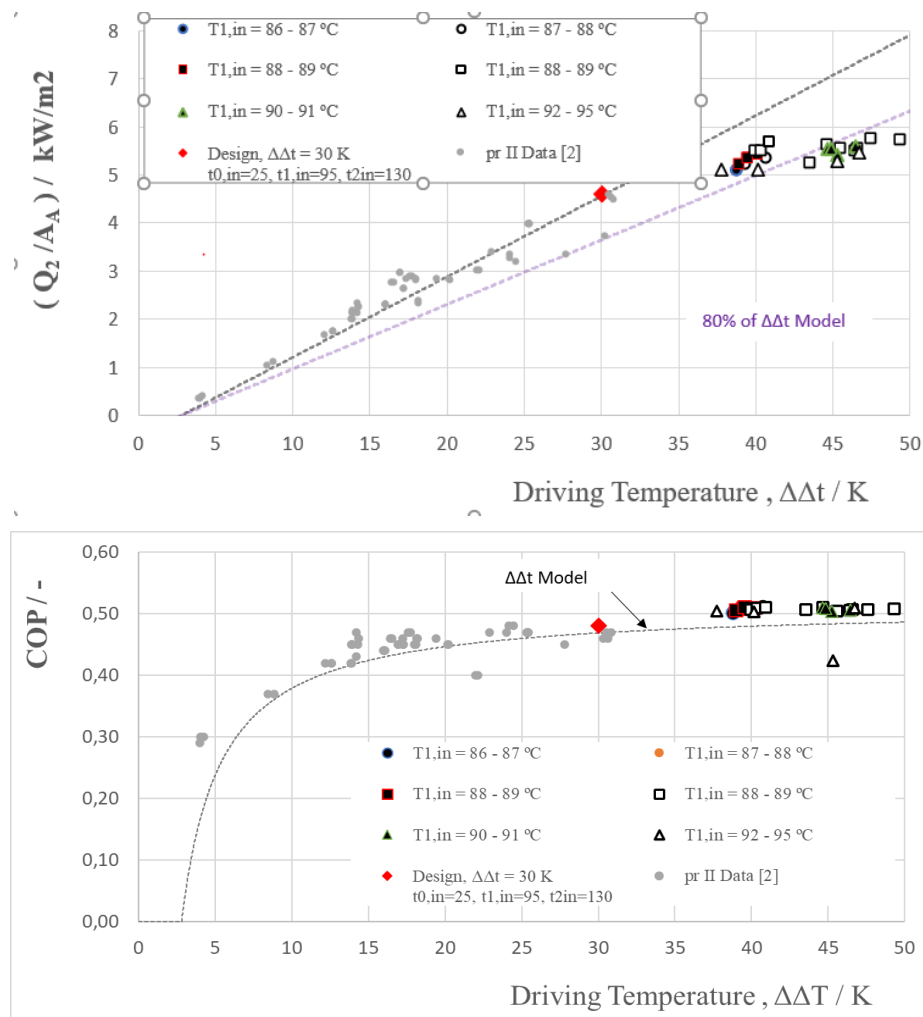 (Q2/AA) / kW/m2
8
7
6
5
4
3
2
1
0
T1,in = 86 - 87 ºC
T1,in = 87 - 88 ºC
T1,in = 88 - 89 ºC
T1,in = 88 - 89 ºC
T1,in = 90 - 91 ºC
T1,in = 92 - 95 ºC
Design, ΔΔt = 30 K
t0,in=25, t1,in=95, t2in=130
pr II Data [2]
80% of ΔΔt Model
0 5 10 15 20 25 30 35 40 45 50
Driving Temperature , ΔΔt / K
COP / -
0,60
0,50
0,40
0,30
0,20
0,10
0,00
ΔΔt Model
T1,in = 86 - 87 ºC
T1,in = 87 - 88 ºC
T1,in = 88 - 89 ºC
T1,in = 88 - 89 ºC
T1,in = 90 - 91 ºC
T1,in = 92 - 95 ºC
Design, ΔΔt = 30 K
t0,in=25, t1,in=95, t2in=130
pr II Data [2]
0 5 10 15 20 25 30 35 40 45 50
Driving Temperature , ΔΔT / K